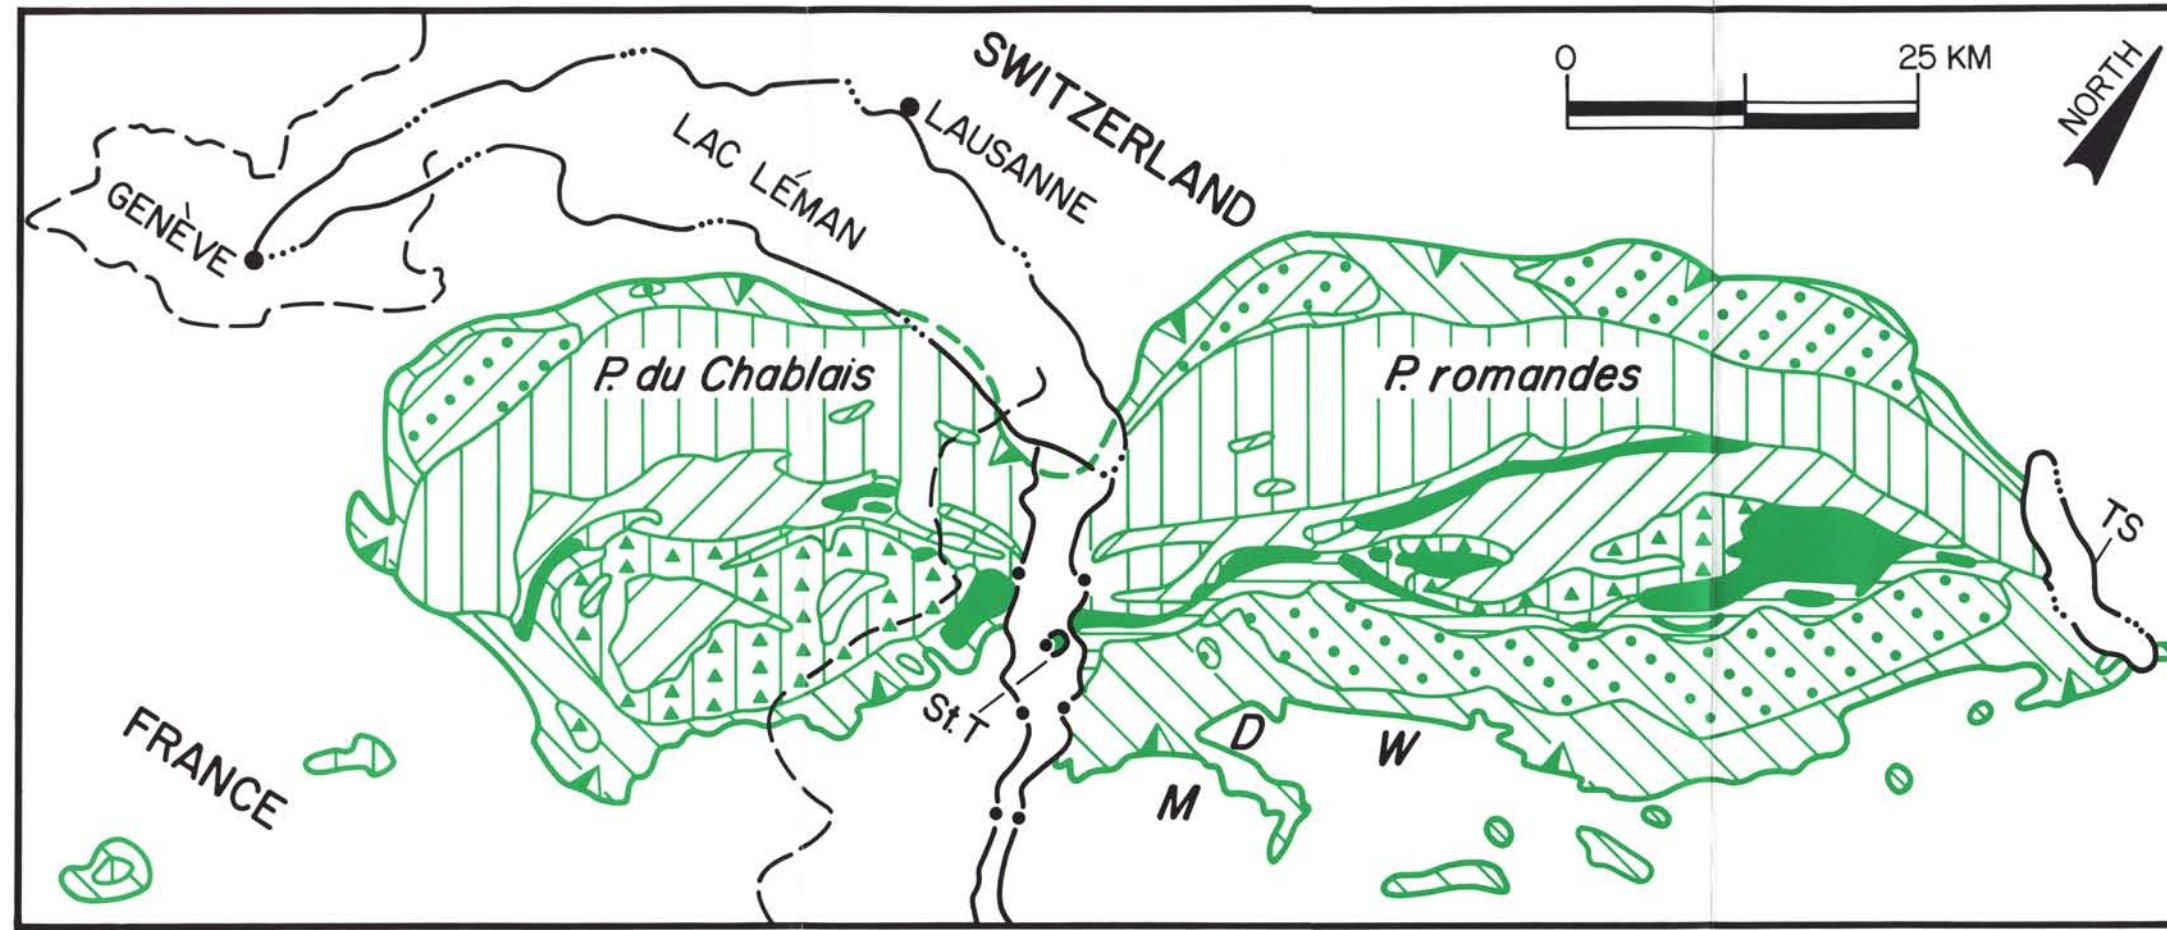 SWITZERLAND
0 25 KM
NORTH
LAUSANNE
LAC LÉMAN
GENÈVE
P. du Chablais
P. romandes
TS
St.T
D
W
M
FRANCE